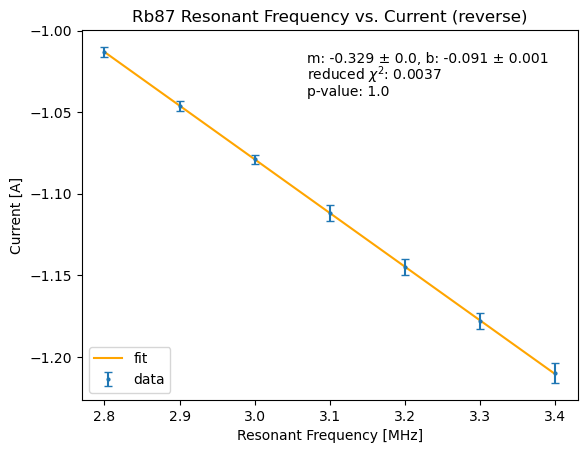 Rb87 Resonant Frequency vs. Current (reverse)
m: -0.329 ± 0.0, b: -0.091 ± 0.001
reduced χ²: 0.0037
p-value: 1.0
Current [A]
−1.00
−1.05
−1.10
−1.15
−1.20
fit
data
2.8 2.9 3.0 3.1 3.2 3.3 3.4
Resonant Frequency [MHz]